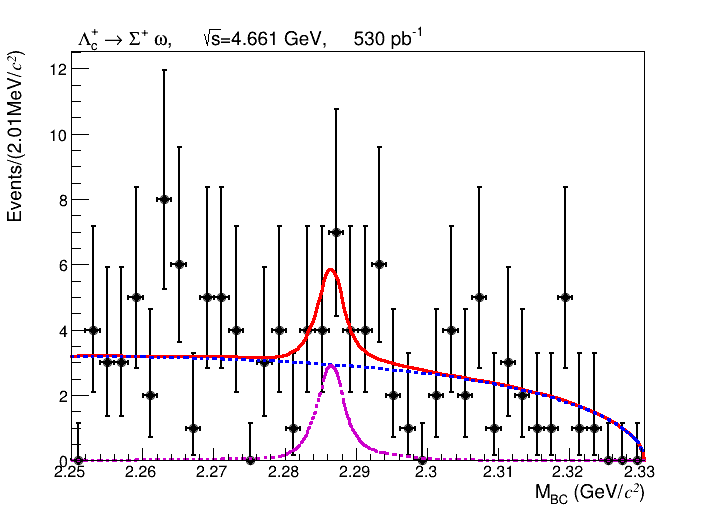 Λc+ → Σ+ ω, √s=4.661 GeV, 530 pb-1
Events/(2.01MeV/c2)
12
10
8
6
4
2
0
2.25 2.26 2.27 2.28 2.29 2.3 2.31 2.32 2.33
MBC (GeV/c2)